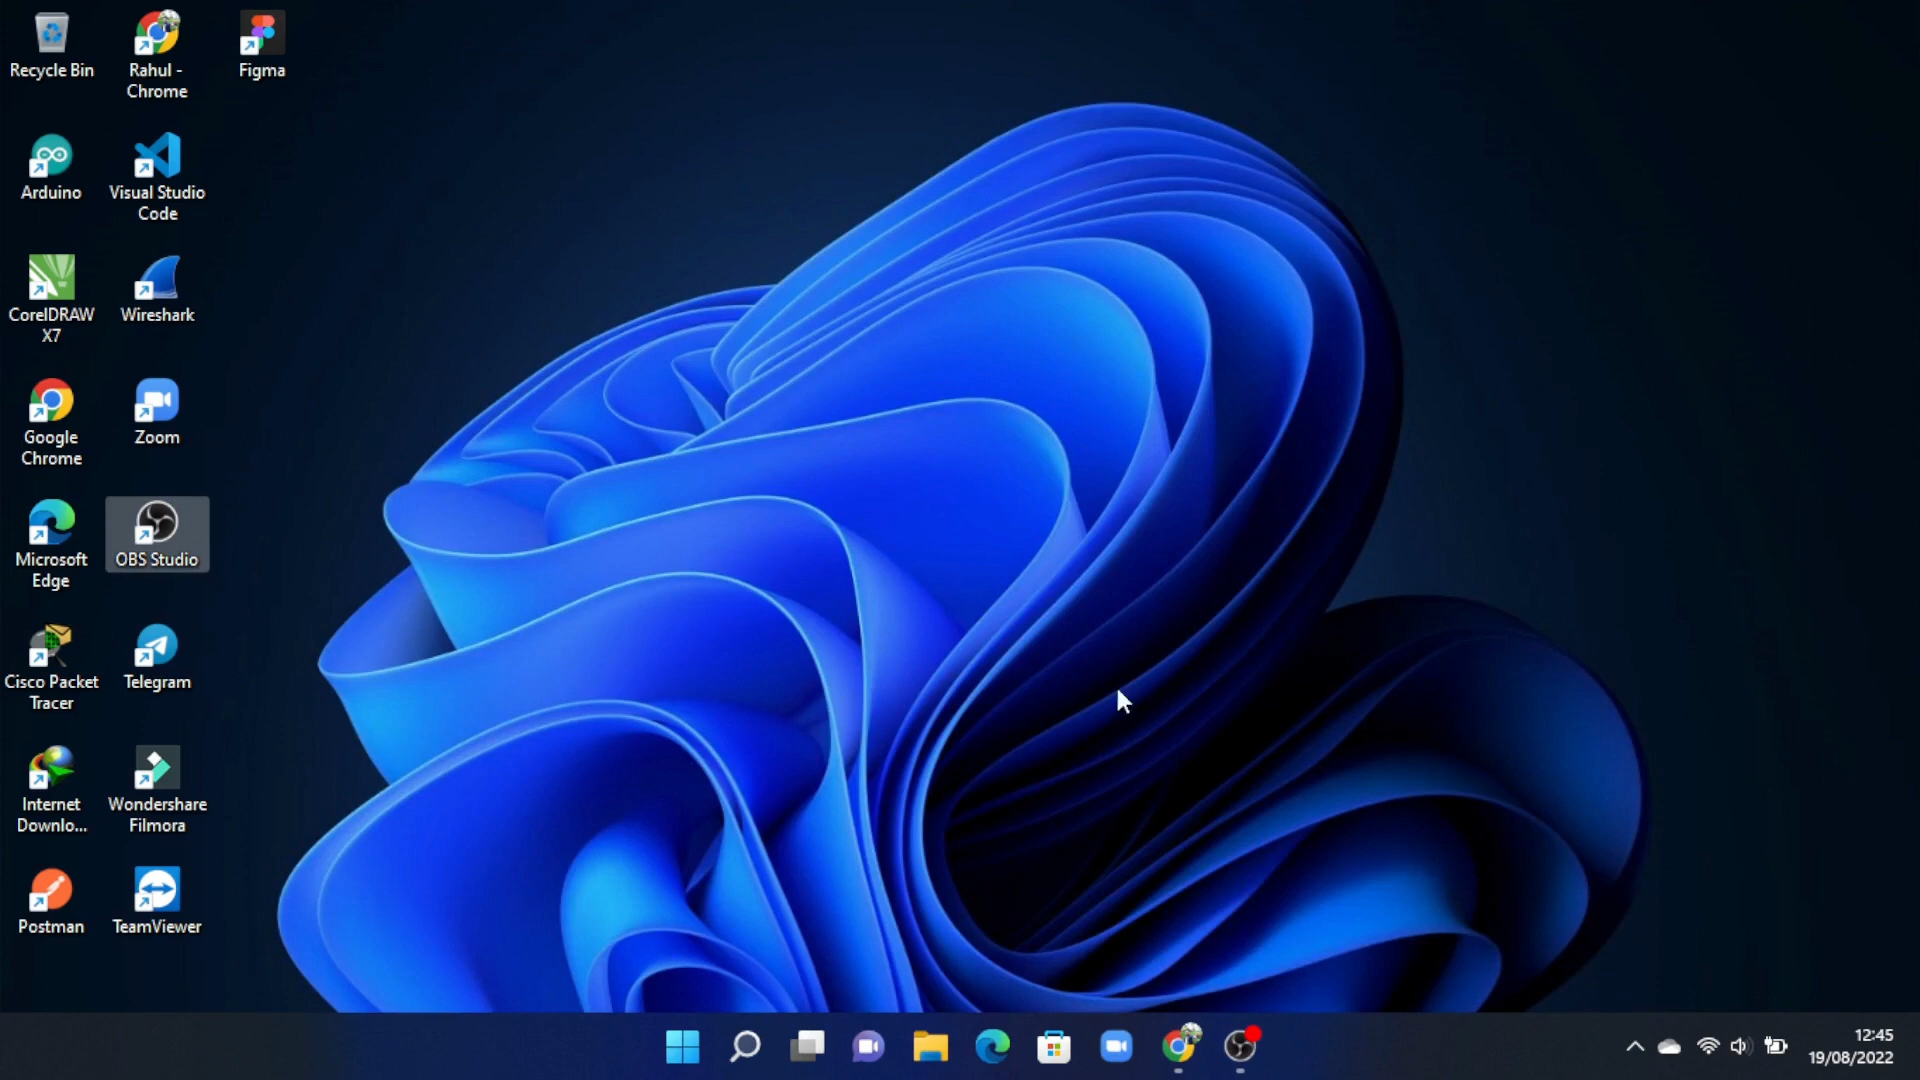 Recycle Bin
Rahul -
Chrome
Figma
Arduino
Visual Studio
Code
CorelDRAW
X7
Wireshark
Google
Chrome
Zoom
Microsoft
Edge
OBS Studio
Cisco Packet
Tracer
Telegram
Internet
Downlo...
Wondershare
Filmora
Postman
TeamViewer
12:45
19/08/2022